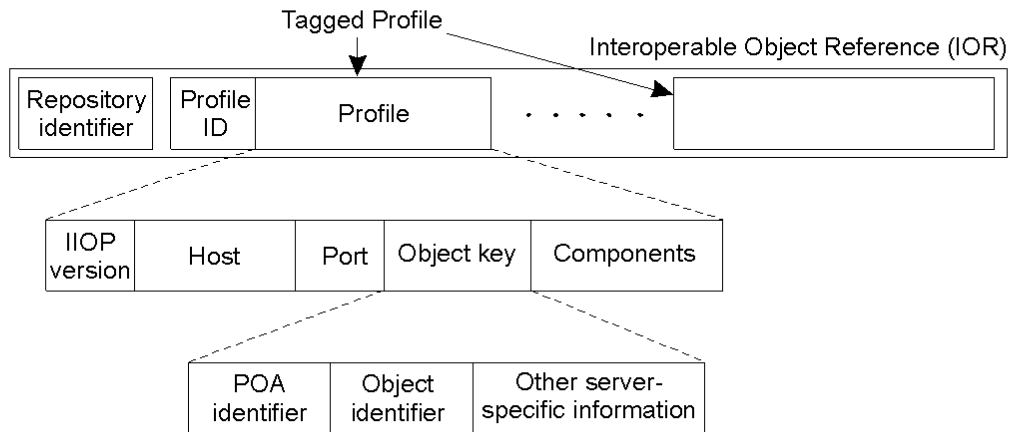 Tagged Profile
Interoperable Object Reference (IOR)
Repository
identifier
Profile
ID
Profile
. . . . .
IIOP
version
Host
Port
Object key
Components
POA
identifier
Object
identifier
Other server-
specific information